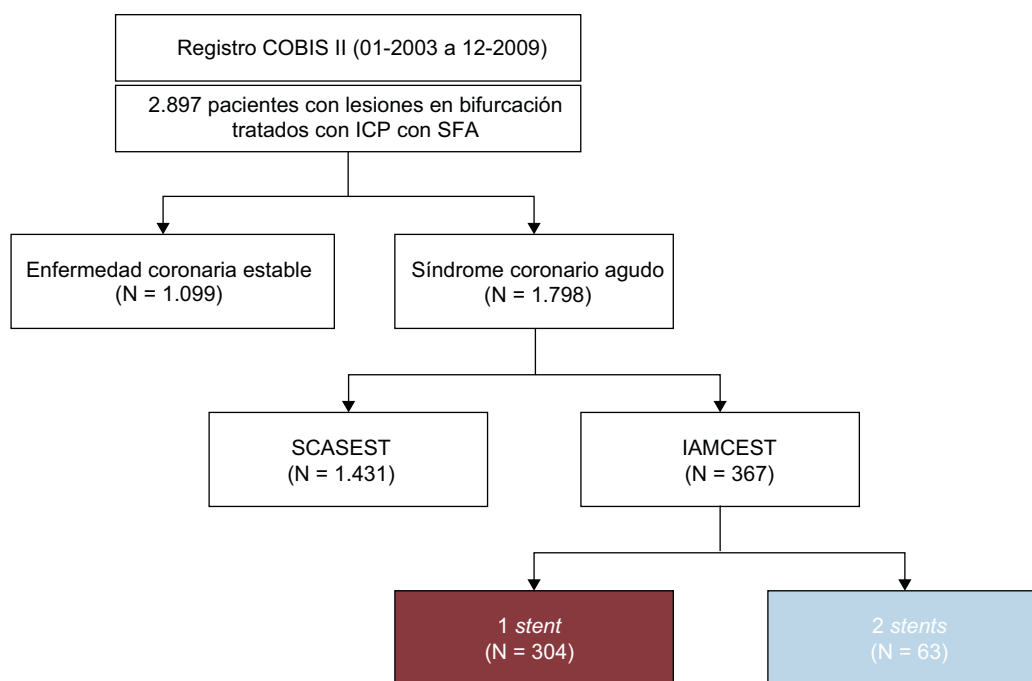 Registro COBIS II (01-2003 a 12-2009)
2.897 pacientes con lesiones en bifurcación
tratados con ICP con SFA
Enfermedad coronaria estable
(N = 1.099)
Síndrome coronario agudo
(N = 1.798)
SCASEST
(N = 1.431)
IAMCEST
(N = 367)
1 stent
(N = 304)
2 stents
(N = 63)